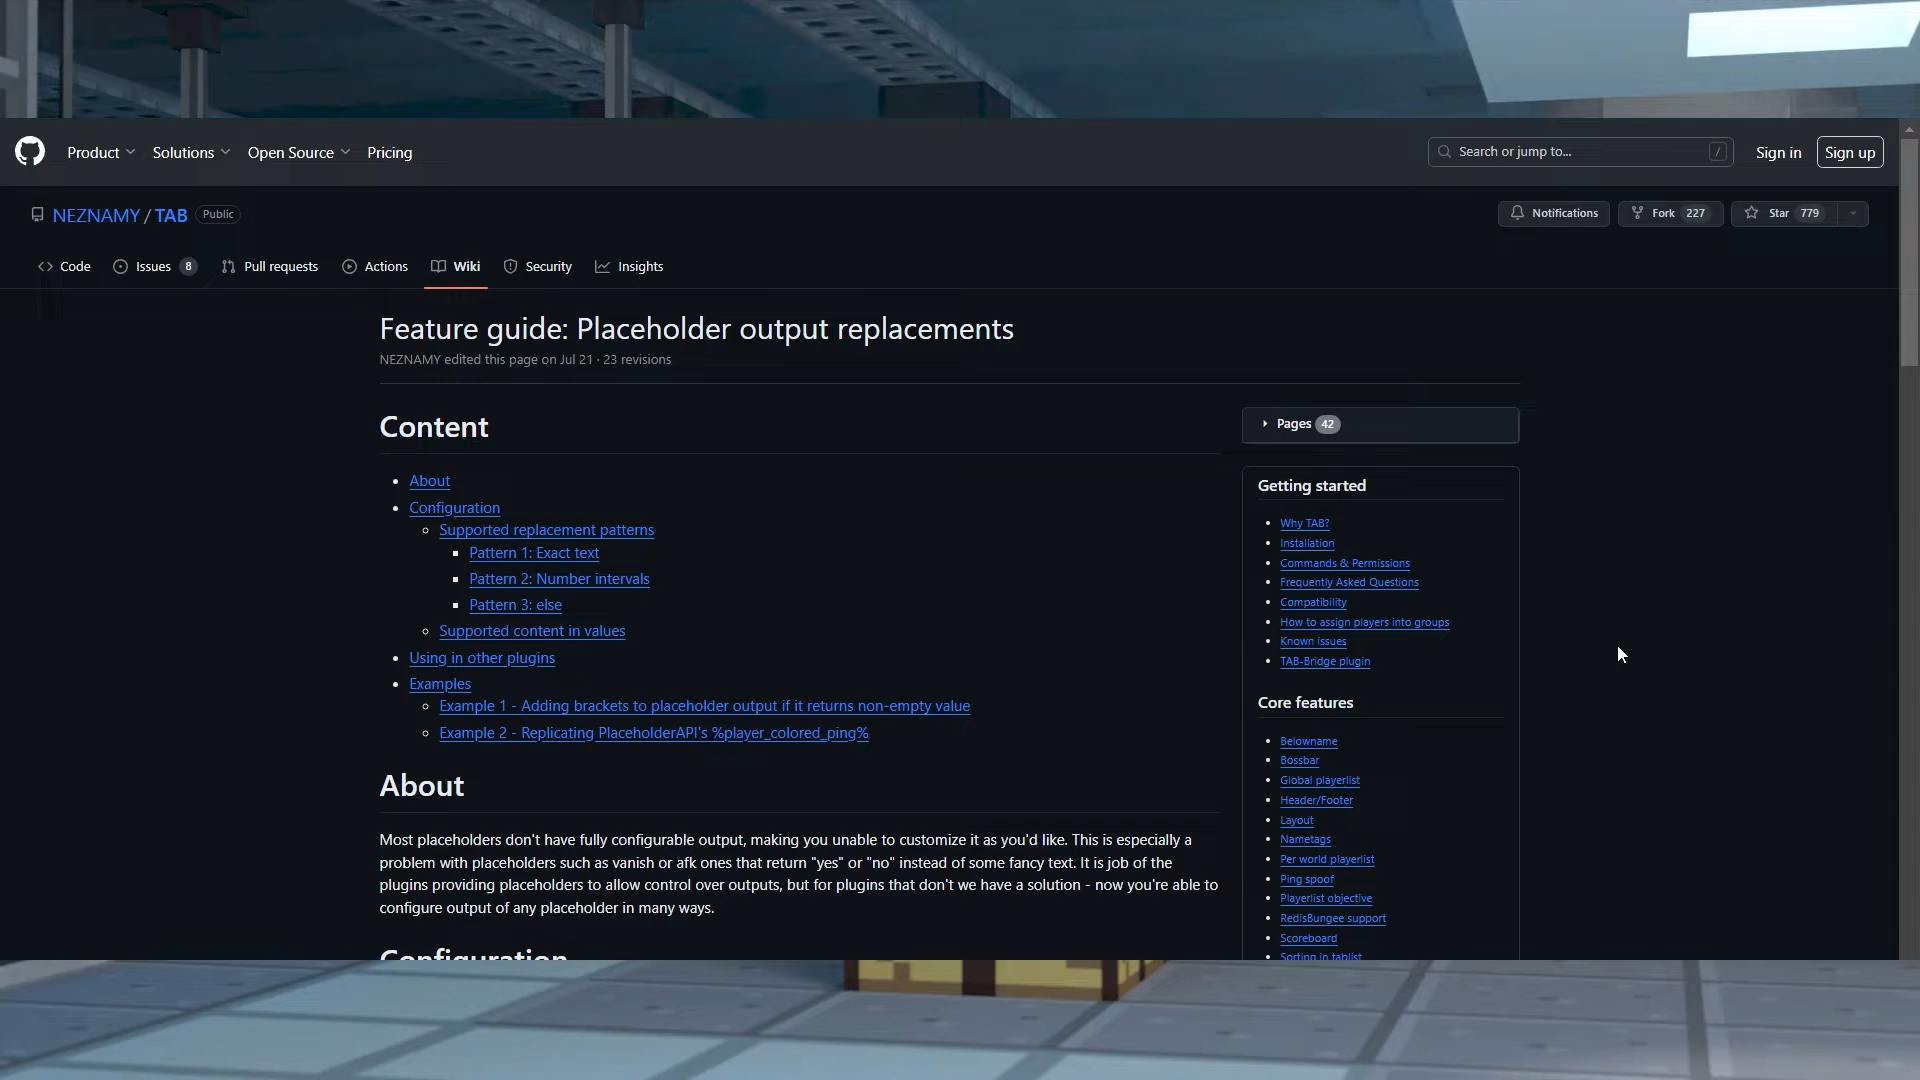 Product Solutions Open Source Pricing Search or jump to... / Sign in Sign up
NEZNAMY / TAB Public Notifications Fork 227 Star 779
Code Issues 8 Pull requests Actions Wiki Security Insights
Feature guide: Placeholder output replacements
NEZNAMY edited this page on Jul 21 · 23 revisions
Content
About
Configuration
Supported replacement patterns
Pattern 1: Exact text
Pattern 2: Number intervals
Pattern 3: else
Supported content in values
Using in other plugins
Examples
Example 1 - Adding brackets to placeholder output if it returns non-empty value
Example 2 - Replicating PlaceholderAPI's %player_colored_ping%
About
Most placeholders don't have fully configurable output, making you unable to customize it as you'd like. This is especially a
problem with placeholders such as vanish or afk ones that return "yes" or "no" instead of some fancy text. It is job of the
plugins providing placeholders to allow control over outputs, but for plugins that don't we have a solution - now you're able to
configure output of any placeholder in many ways.
Configuration
Pages 42
Getting started
Why TAB?
Installation
Commands & Permissions
Frequently Asked Questions
Compatibility
How to assign players into groups
Known issues
TAB-Bridge plugin
Core features
Belowname
Bossbar
Global playerlist
Header/Footer
Layout
Nametags
Per world playerlist
Ping spoof
Playerlist objective
RedisBungee support
Scoreboard
Sorting in tablist